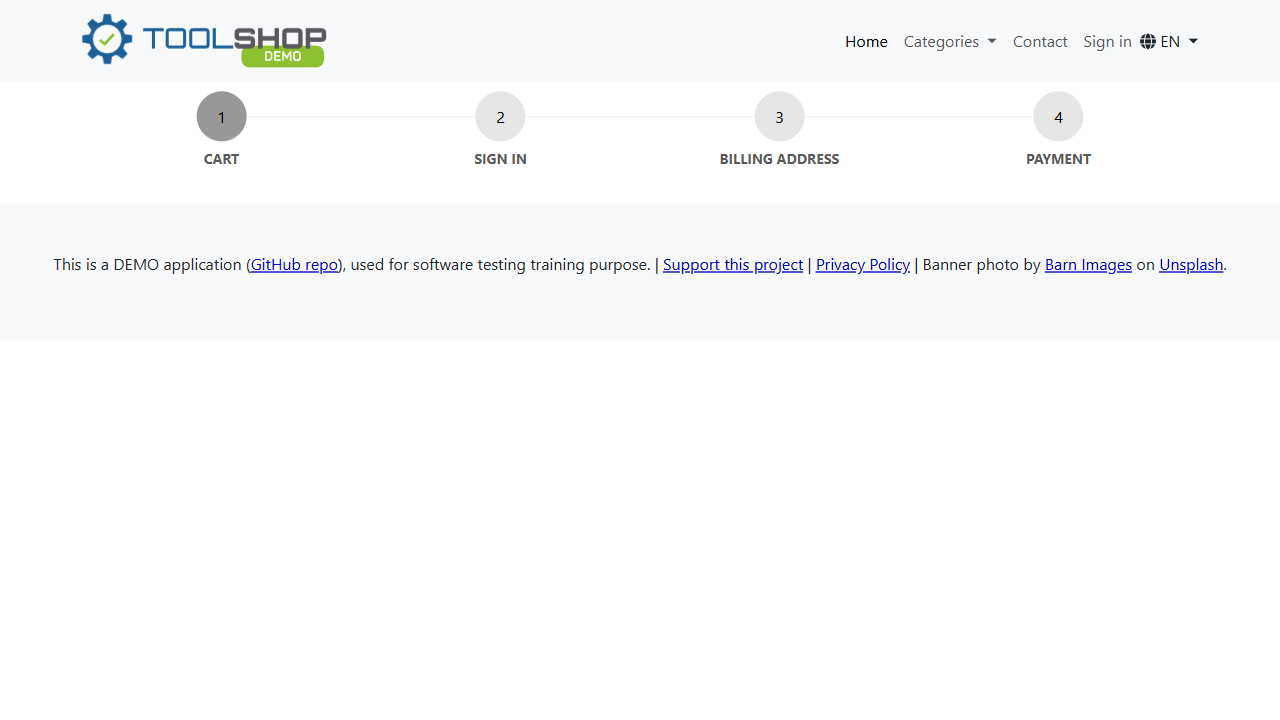 TOOLSHOP
DEMO
Home Categories Contact Sign in EN
1 2 3 4
CART SIGN IN BILLING ADDRESS PAYMENT
This is a DEMO application (GitHub repo), used for software testing training purpose. | Support this project | Privacy Policy | Banner photo by Barn Images on Unsplash.